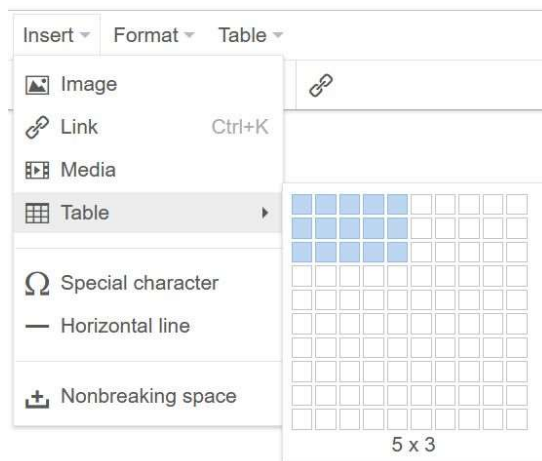 Insert Format Table
Image
Link Ctrl+K
Media
Table
Special character
Horizontal line
Nonbreaking space
5 x 3